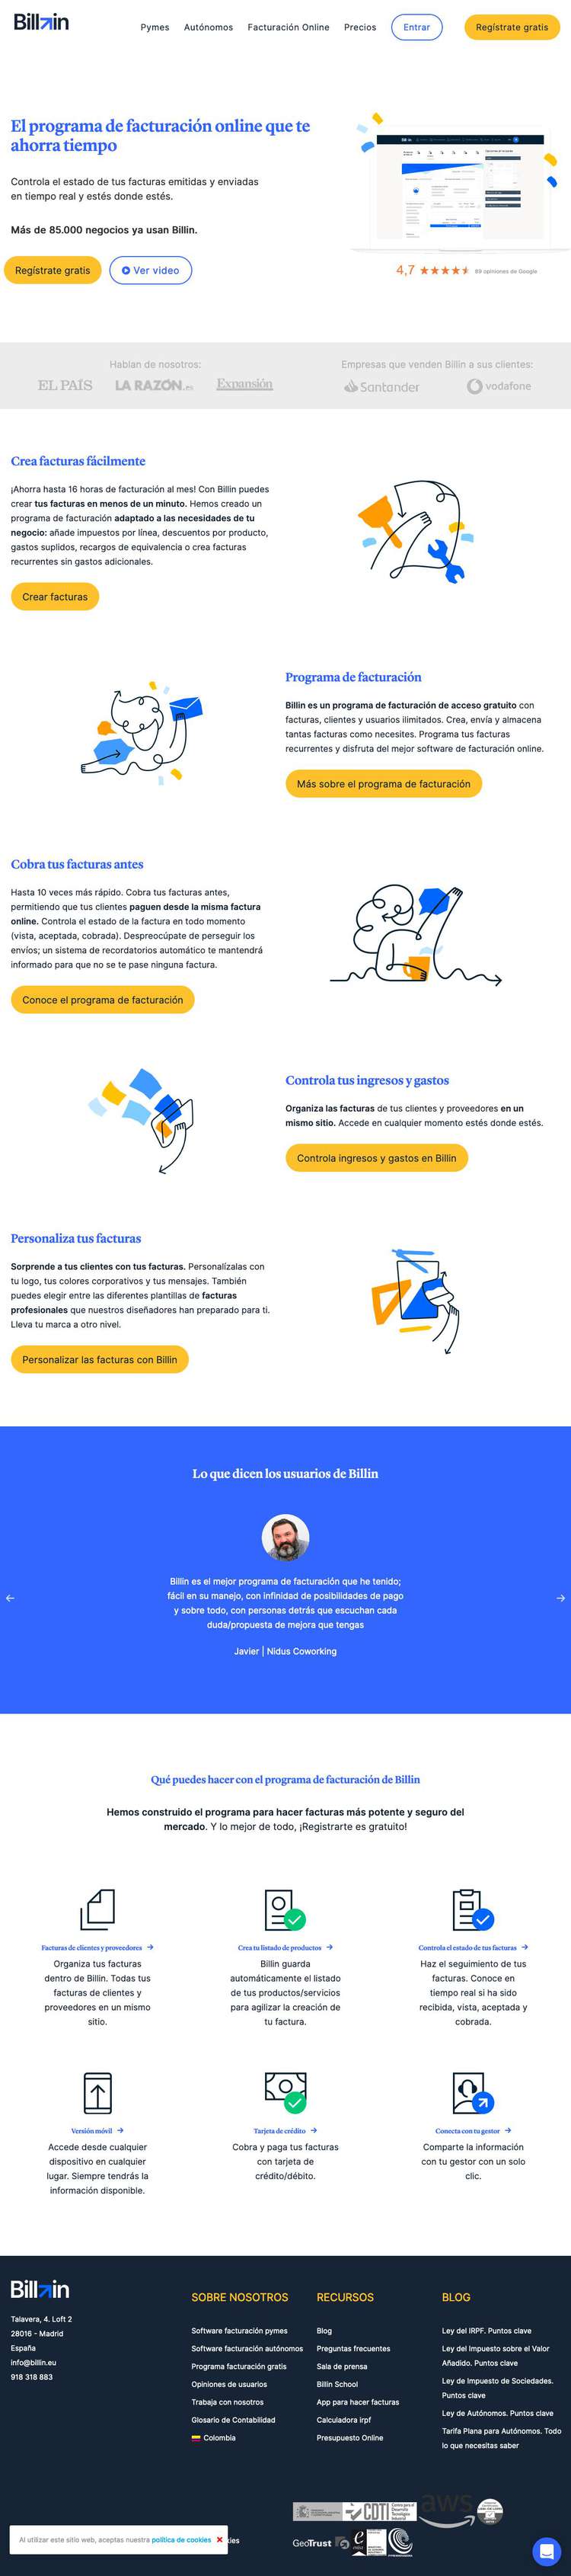 Billin
Pymes Autónomos Facturación Online Precios Entrar Regístrate gratis
El programa de facturación online que te
ahorra tiempo
Controla el estado de tus facturas emitidas y enviadas
en tiempo real y estés donde estés.
Más de 85.000 negocios ya usan Billin.
Regístrate gratis Ver video
4,7 89 opiniones de Google
Hablan de nosotros:
EL PAÍS LA RAZÓN.es Expansión
Empresas que venden Billin a sus clientes:
Santander vodafone
Crea facturas fácilmente
¡Ahorra hasta 16 horas de facturación al mes! Con Billin puedes
crear tus facturas en menos de un minuto. Hemos creado un
programa de facturación adaptado a las necesidades de tu
negocio: añade impuestos por línea, descuentos por producto,
gastos suplidos, recargos de equivalencia o crea facturas
recurrentes sin gastos adicionales.
Crear facturas
Programa de facturación
Billin es un programa de facturación de acceso gratuito con
facturas, clientes y usuarios ilimitados. Crea, envía y almacena
tantas facturas como necesites. Programa tus facturas
recurrentes y disfruta del mejor software de facturación online.
Más sobre el programa de facturación
Cobra tus facturas antes
Hasta 10 veces más rápido. Cobra tus facturas antes,
permitiendo que tus clientes paguen desde la misma factura
online. Controla el estado de la factura en todo momento
(vista, aceptada, cobrada). Despreocúpate de perseguir los
envíos; un sistema de recordatorios automático te mantendrá
informado para que no se te pase ninguna factura.
Conoce el programa de facturación
Controla tus ingresos y gastos
Organiza las facturas de tus clientes y proveedores en un
mismo sitio. Accede en cualquier momento estés donde estés.
Controla ingresos y gastos en Billin
Personaliza tus facturas
Sorprende a tus clientes con tus facturas. Personalízalas con
tu logo, tus colores corporativos y tus mensajes. También
puedes elegir entre las diferentes plantillas de facturas
profesionales que nuestros diseñadores han preparado para ti.
Lleva tu marca a otro nivel.
Personalizar las facturas con Billin
Lo que dicen los usuarios de Billin
Billin es el mejor programa de facturación que he tenido;
fácil en su manejo, con infinidad de posibilidades de pago
y sobre todo, con personas detrás que escuchan cada
duda/propuesta de mejora que tengas
Javier | Nidus Coworking
Qué puedes hacer con el programa de facturación de Billin
Hemos construido el programa para hacer facturas más potente y seguro del
mercado. Y lo mejor de todo, ¡Registrarte es gratuito!
Facturas de clientes y proveedores →
Organiza tus facturas
dentro de Billin. Todas tus
facturas de clientes y
proveedores en un mismo
sitio.
Crea tu listado de productos →
Billin guarda
automáticamente el listado
de tus productos/servicios
para agilizar la creación de
tu factura.
Controla el estado de tus facturas →
Haz el seguimiento de tus
facturas. Conoce en
tiempo real si ha sido
recibida, vista, aceptada y
cobrada.
Versión móvil →
Accede desde cualquier
dispositivo en cualquier
lugar. Siempre tendrás la
información disponible.
Tarjeta de crédito →
Cobra y paga tus facturas
con tarjeta de
crédito/débito.
Conecta con tu gestor →
Comparte la información
con tu gestor con un solo
clic.
Billin
Talavera, 4. Loft 2
28016 - Madrid
España
info@billin.eu
918 318 883
SOBRE NOSOTROS
Software facturación pymes
Software facturación autónomos
Programa facturación gratis
Opiniones de usuarios
Trabaja con nosotros
Glosario de Contabilidad
Colombia
RECURSOS
Blog
Preguntas frecuentes
Sala de prensa
Billin School
App para hacer facturas
Calculadora irpf
Presupuesto Online
BLOG
Ley del IRPF. Puntos clave
Ley del Impuesto sobre el Valor
Añadido. Puntos clave
Ley de Impuesto de Sociedades.
Puntos clave
Ley de Autónomos. Puntos clave
Tarifa Plana para Autónomos. Todo
lo que necesitas saber
CDTI aws
GeoTrust
Al utilizar este sitio web, aceptas nuestra política de cookies
kies